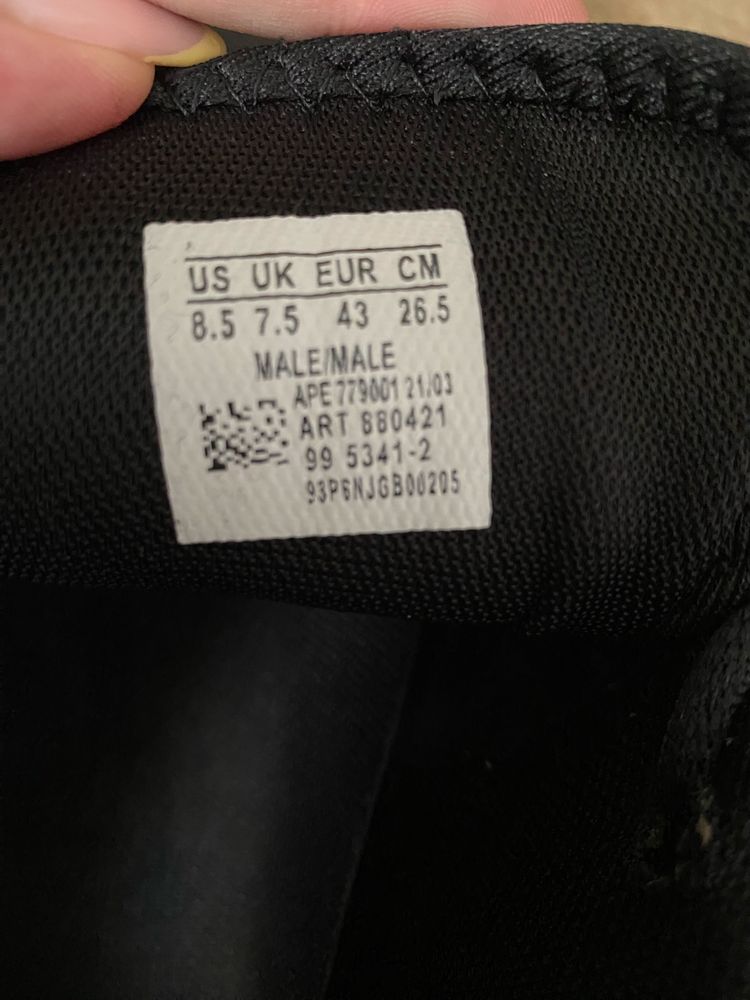 US UK EUR CM
8.5 7.5 43 26.5
MALE/MALE
APE 779001 21/03
ART 880421
99 5341-2
93P6NJGB00205